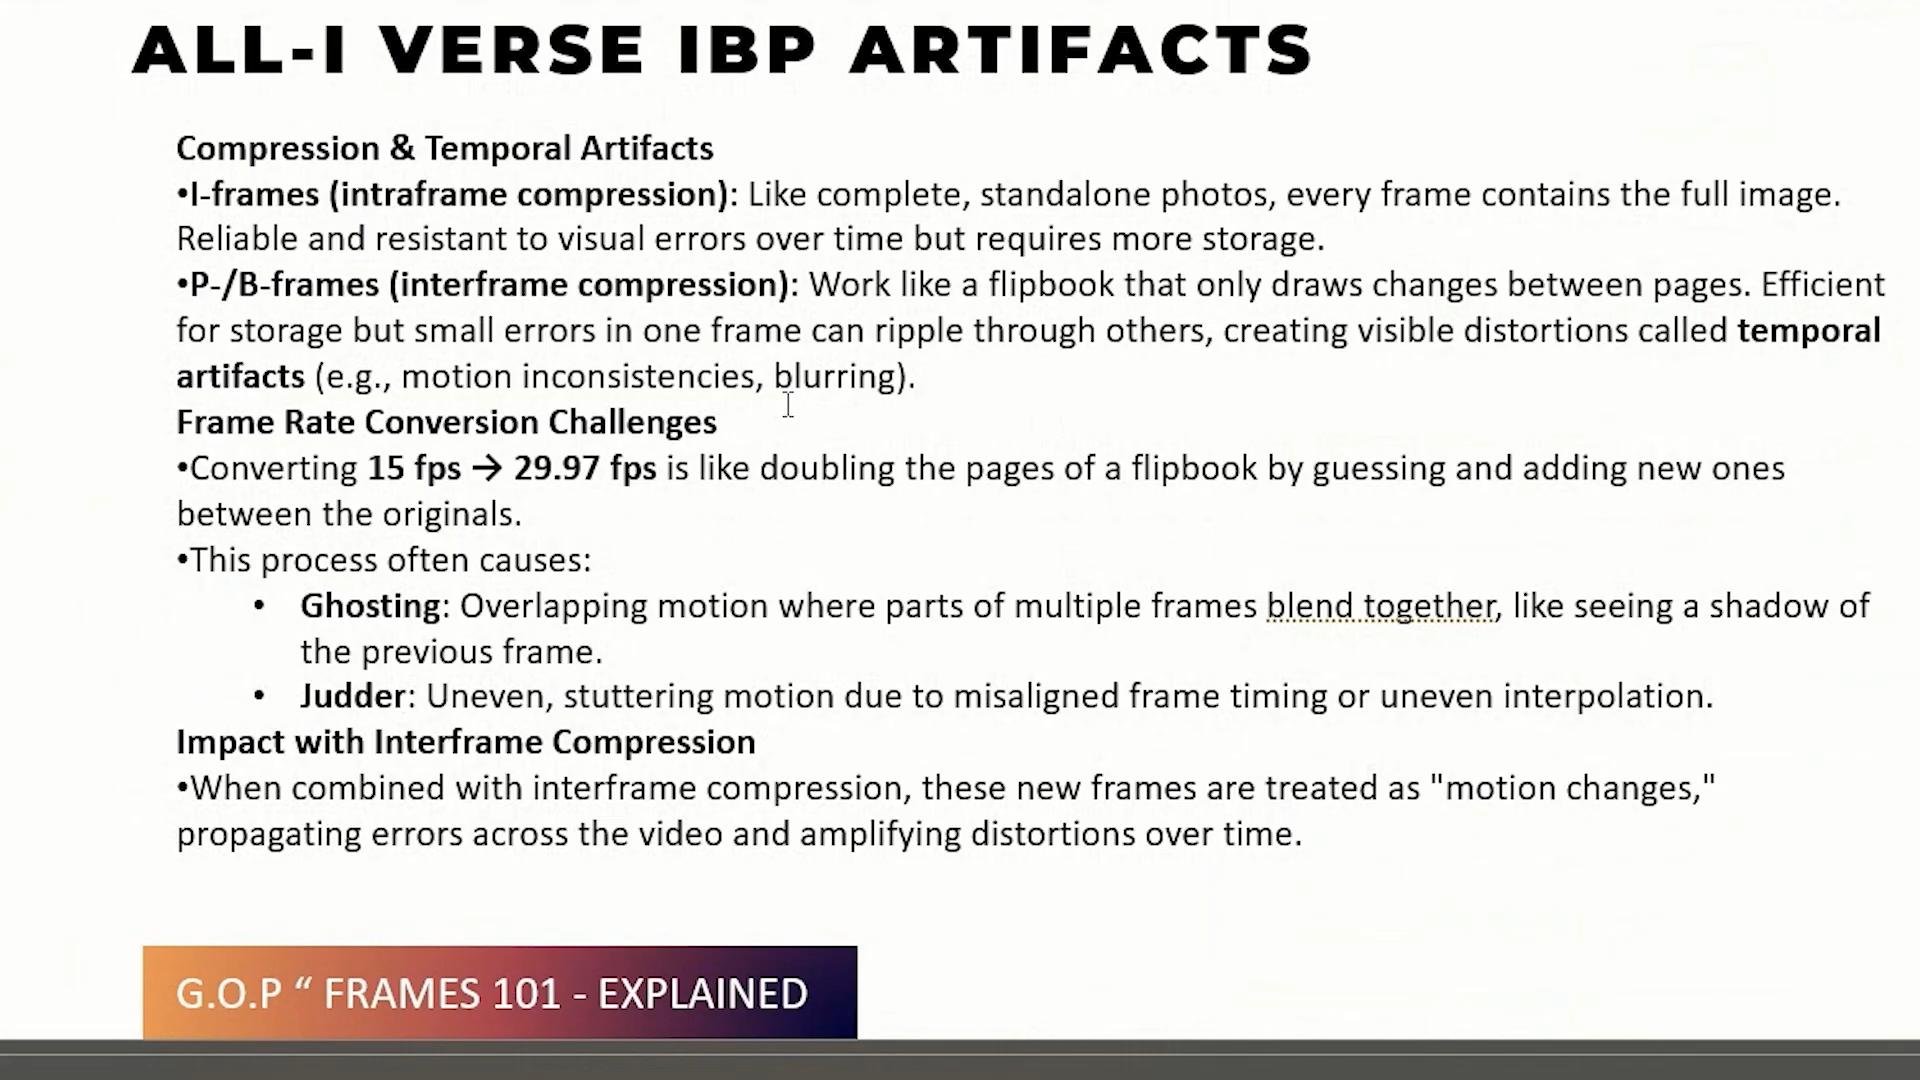 ALL-I VERSE IBP ARTIFACTS
Compression & Temporal Artifacts
•I-frames (intraframe compression): Like complete, standalone photos, every frame contains the full image.
Reliable and resistant to visual errors over time but requires more storage.
•P-/B-frames (interframe compression): Work like a flipbook that only draws changes between pages. Efficient
for storage but small errors in one frame can ripple through others, creating visible distortions called temporal
artifacts (e.g., motion inconsistencies, blurring).
Frame Rate Conversion Challenges
•Converting 15 fps → 29.97 fps is like doubling the pages of a flipbook by guessing and adding new ones
between the originals.
•This process often causes:
• Ghosting: Overlapping motion where parts of multiple frames blend together, like seeing a shadow of
the previous frame.
• Judder: Uneven, stuttering motion due to misaligned frame timing or uneven interpolation.
Impact with Interframe Compression
•When combined with interframe compression, these new frames are treated as "motion changes,"
propagating errors across the video and amplifying distortions over time.
G.O.P “ FRAMES 101 - EXPLAINED